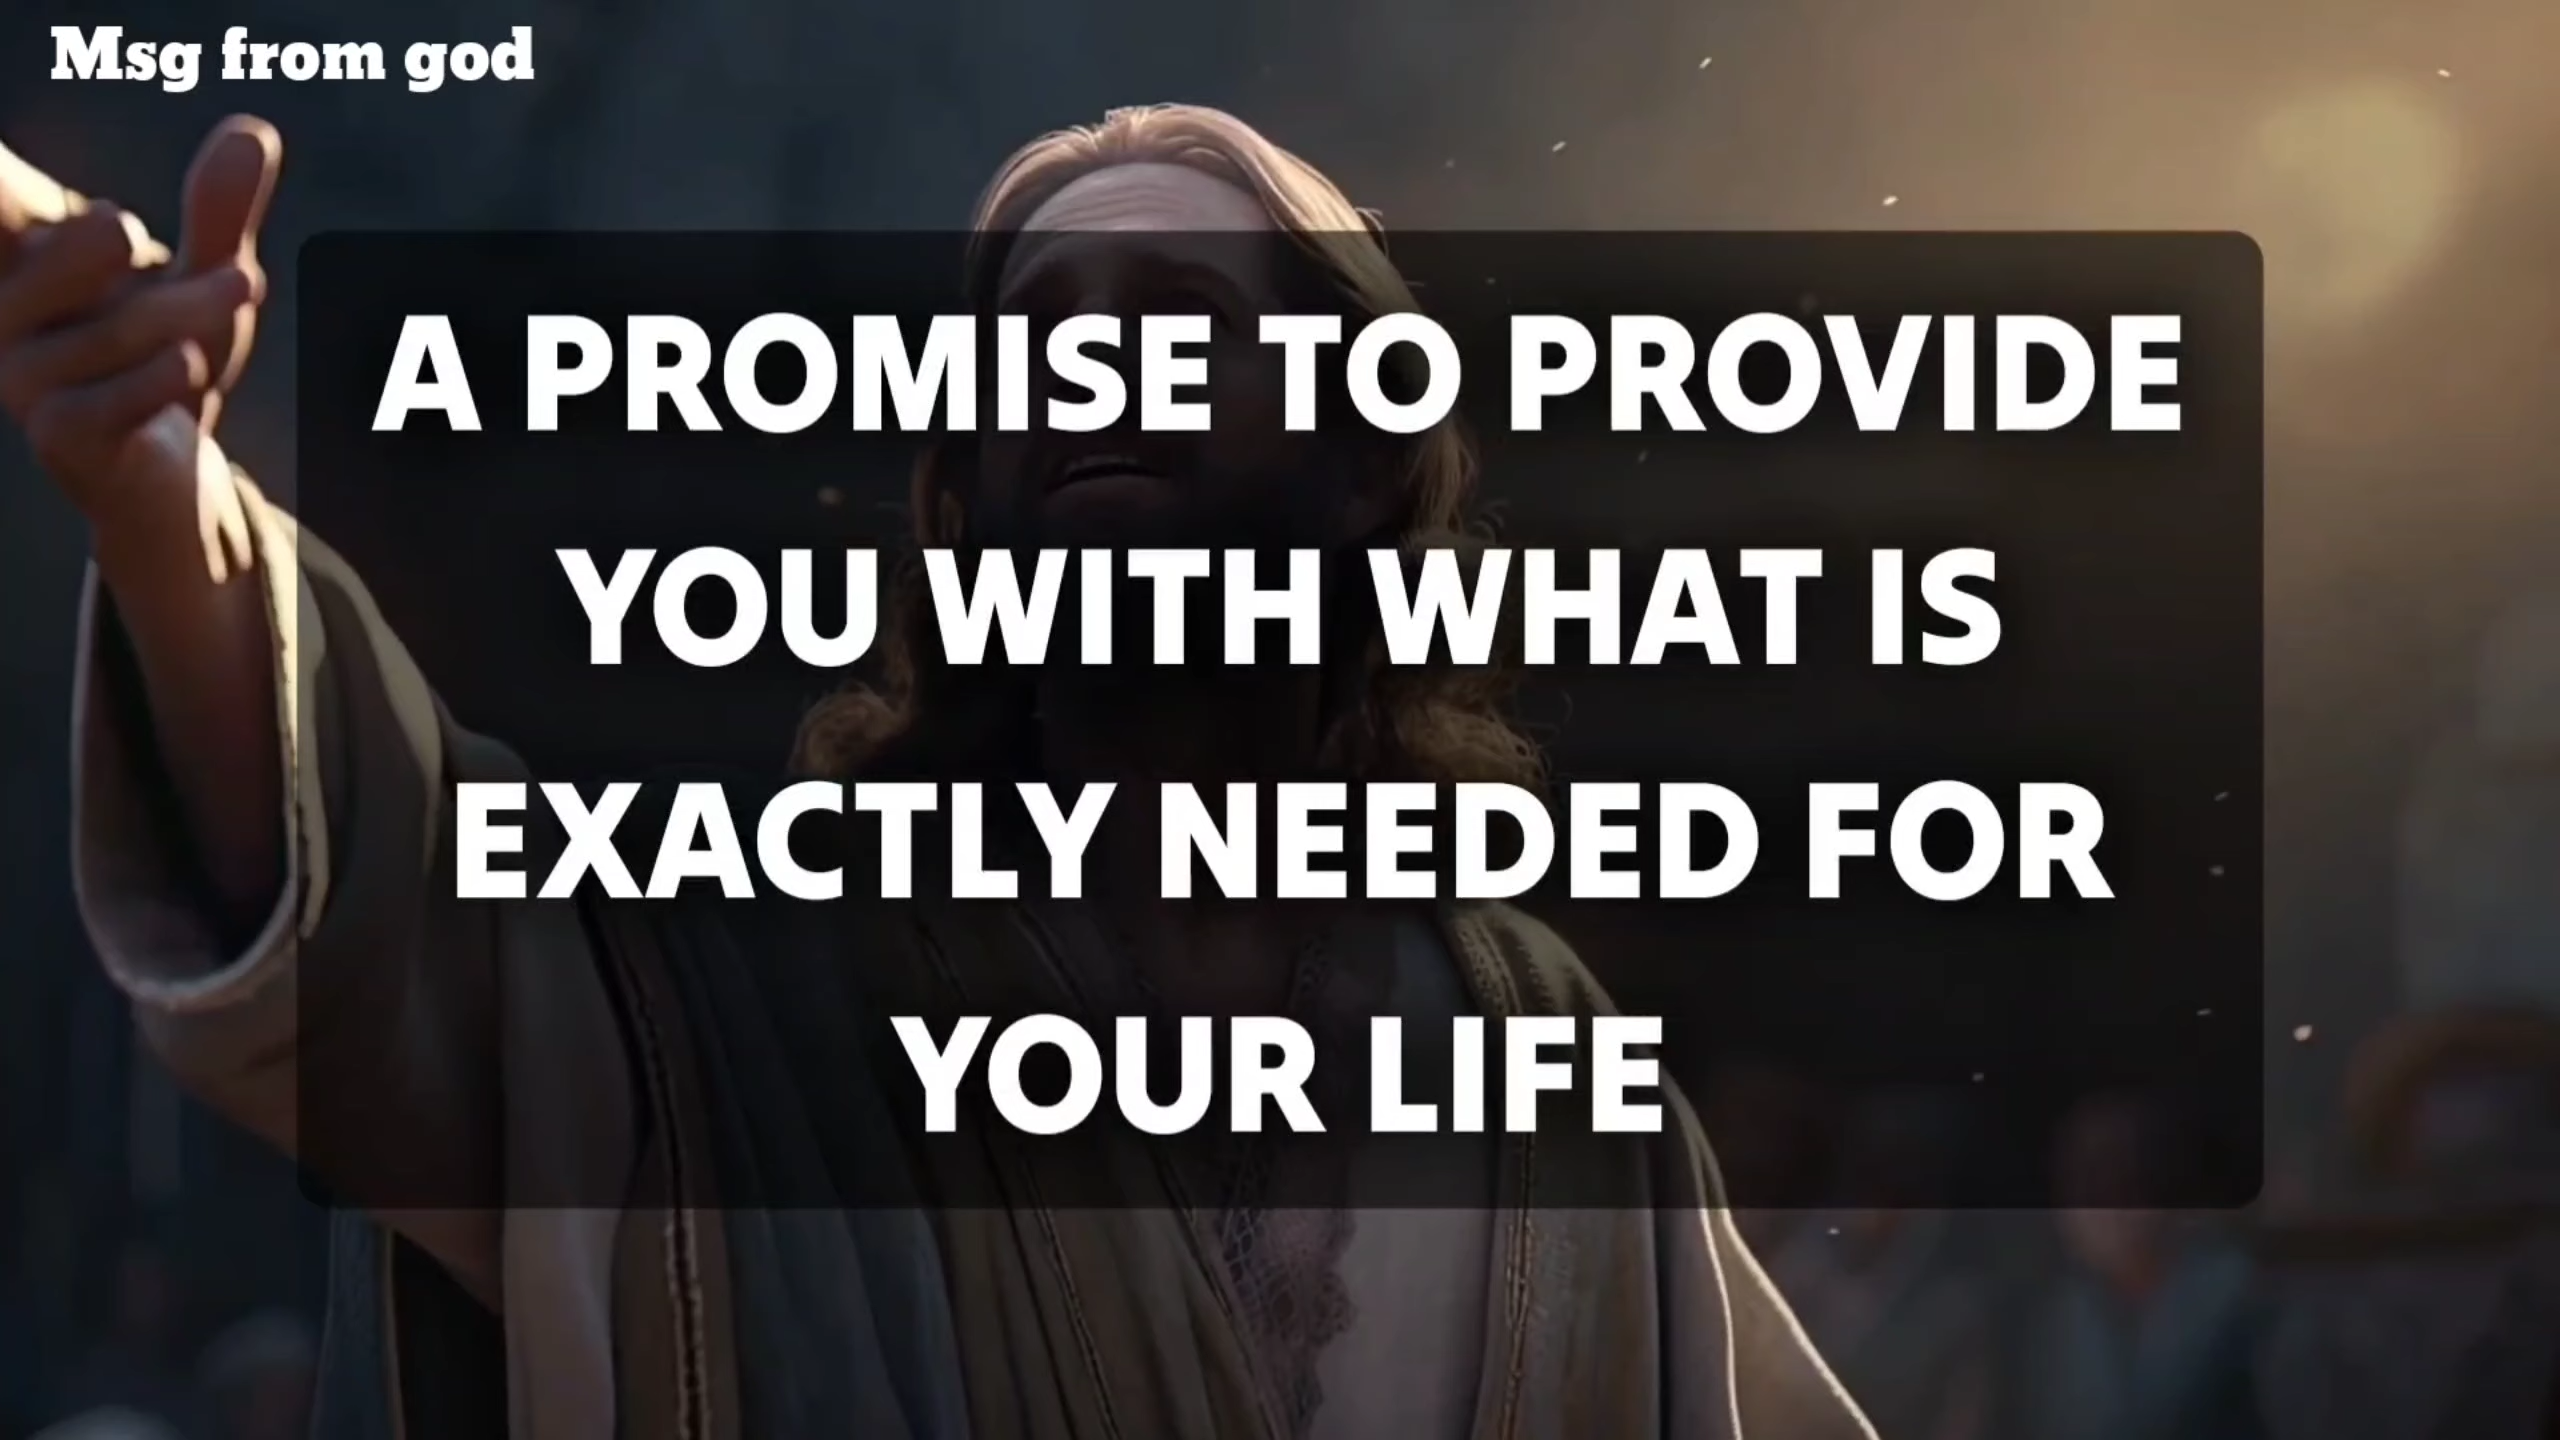 Msg from god
A PROMISE TO PROVIDE
YOU WITH WHAT IS
EXACTLY NEEDED FOR
YOUR LIFE